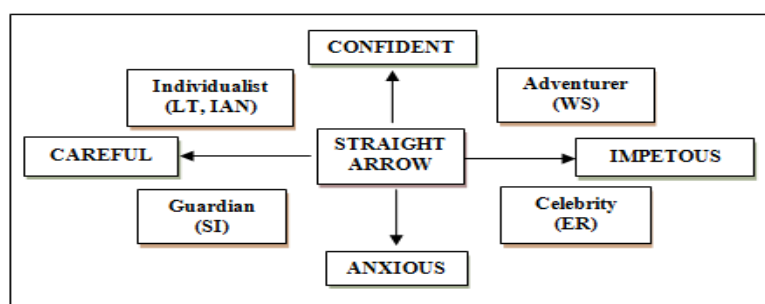 CONFIDENT
Individualist
(LT, IAN)
Adventurer
(WS)
CAREFUL
STRAIGHT
ARROW
IMPETOUS
Guardian
(SI)
Celebrity
(ER)
ANXIOUS